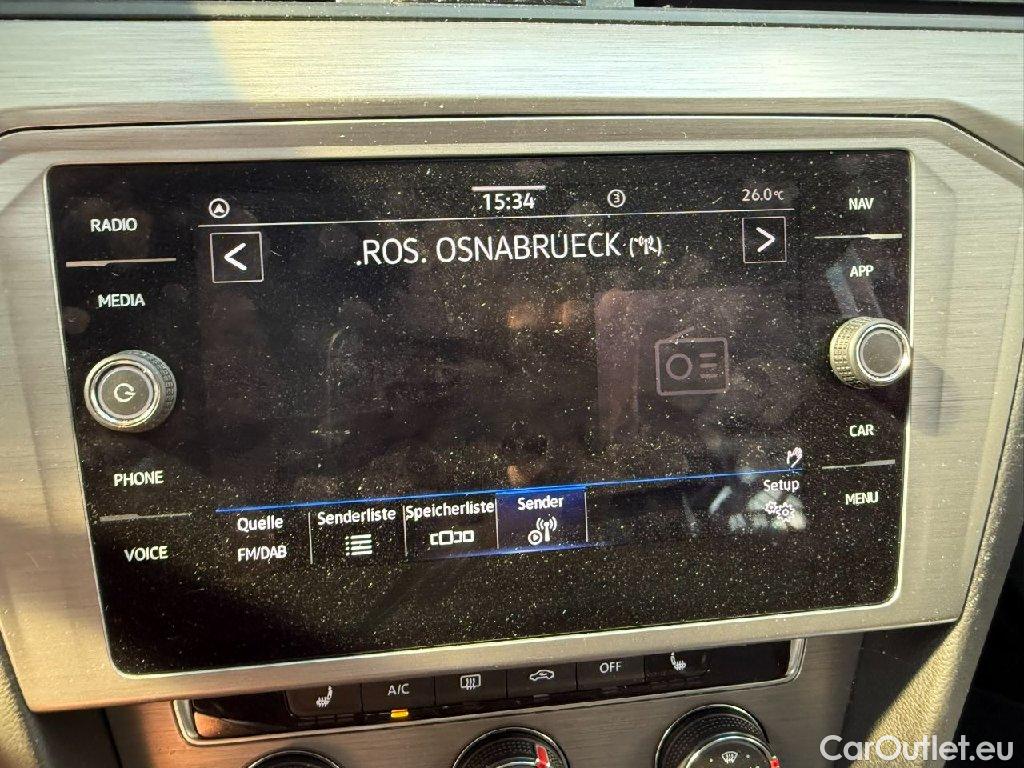 15:34 3 26.0°C
RADIO
MEDIA
PHONE
VOICE
NAV
APP
CAR
MENU
< .ROS. OSNABRUECK >
Setup
Quelle Senderliste Speicherliste Sender
FM/DAB
A/C OFF
CarOutlet.eu